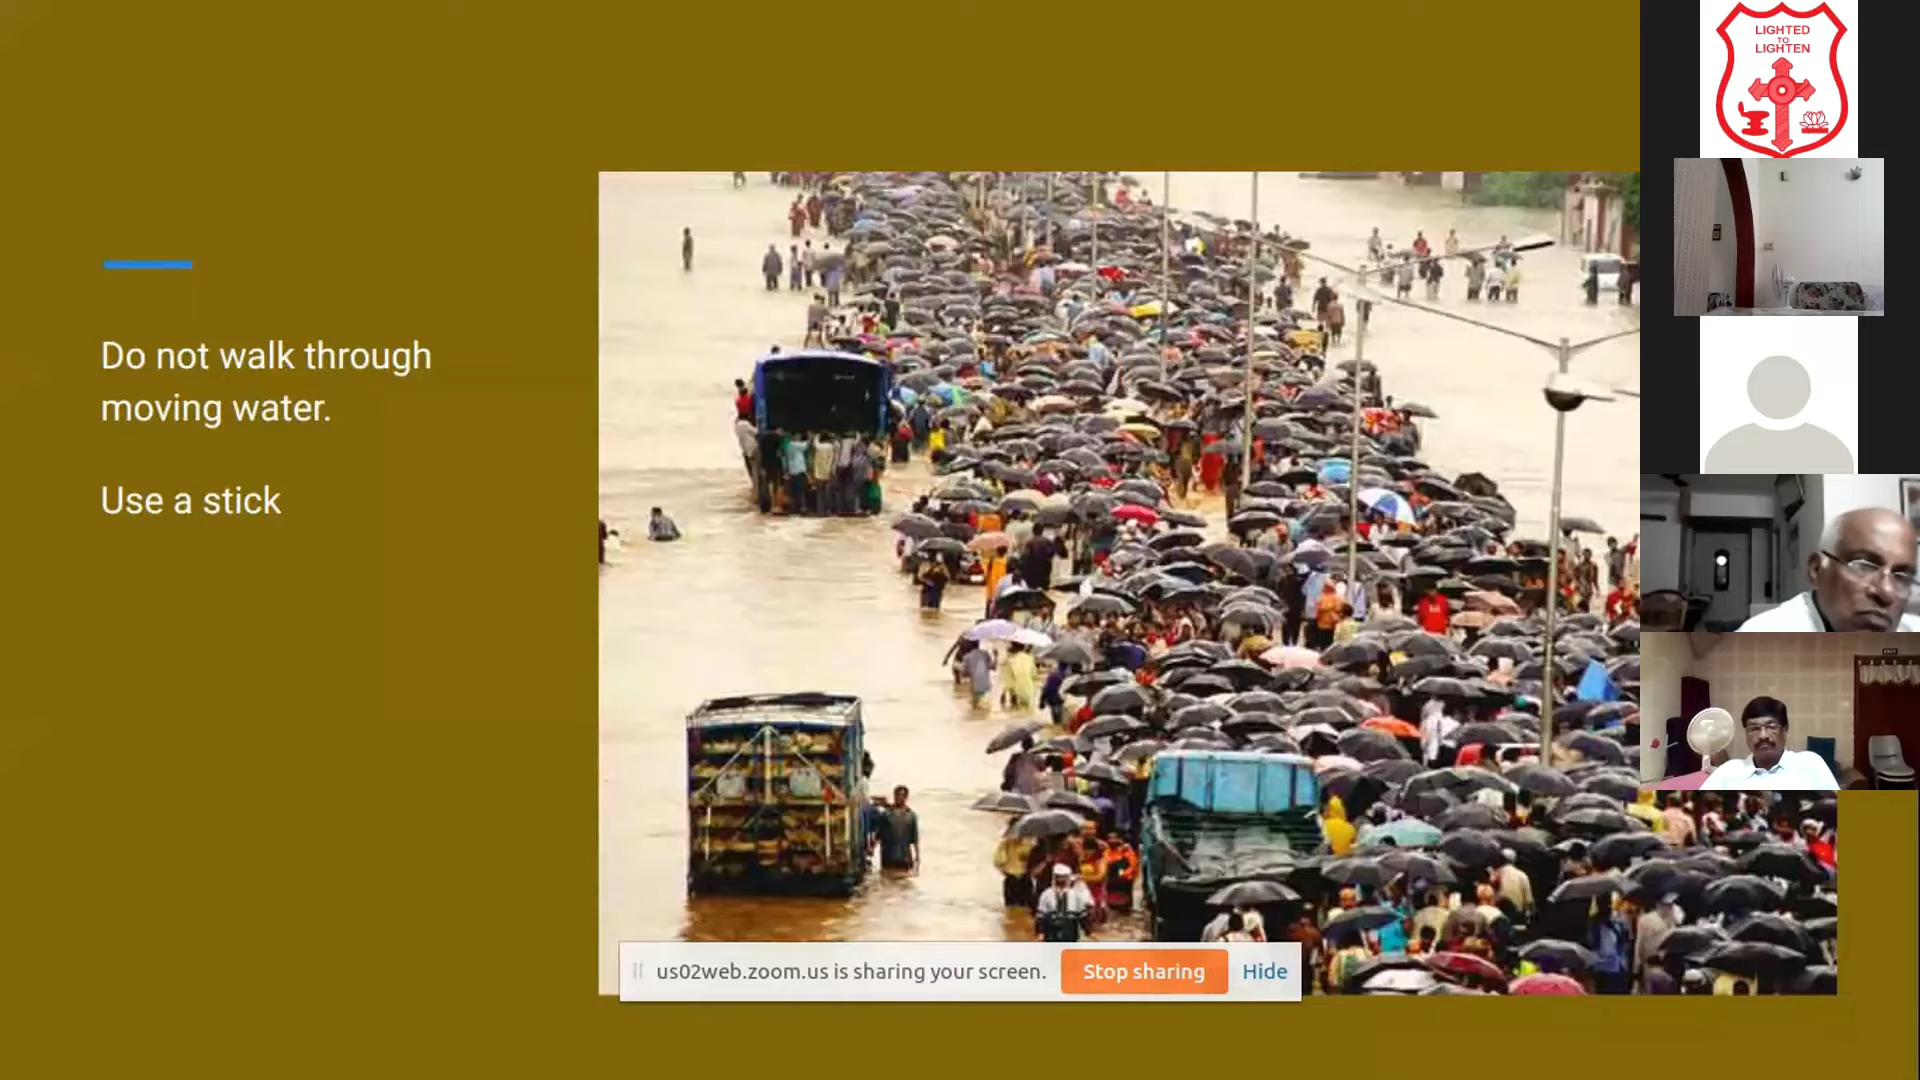 Do not walk through
moving water.
Use a stick
us02web.zoom.us is sharing your screen.
Stop sharing
Hide
LIGHTED
TO
LIGHTEN
EXIT